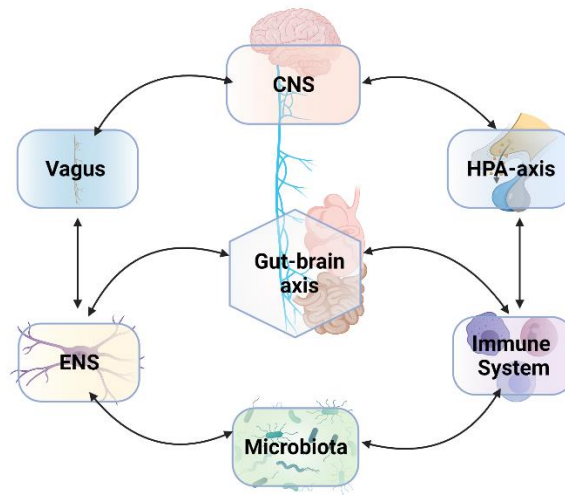 CNS
Vagus
HPA-axis
Gut-brain
axis
ENS
Immune
System
Microbiota